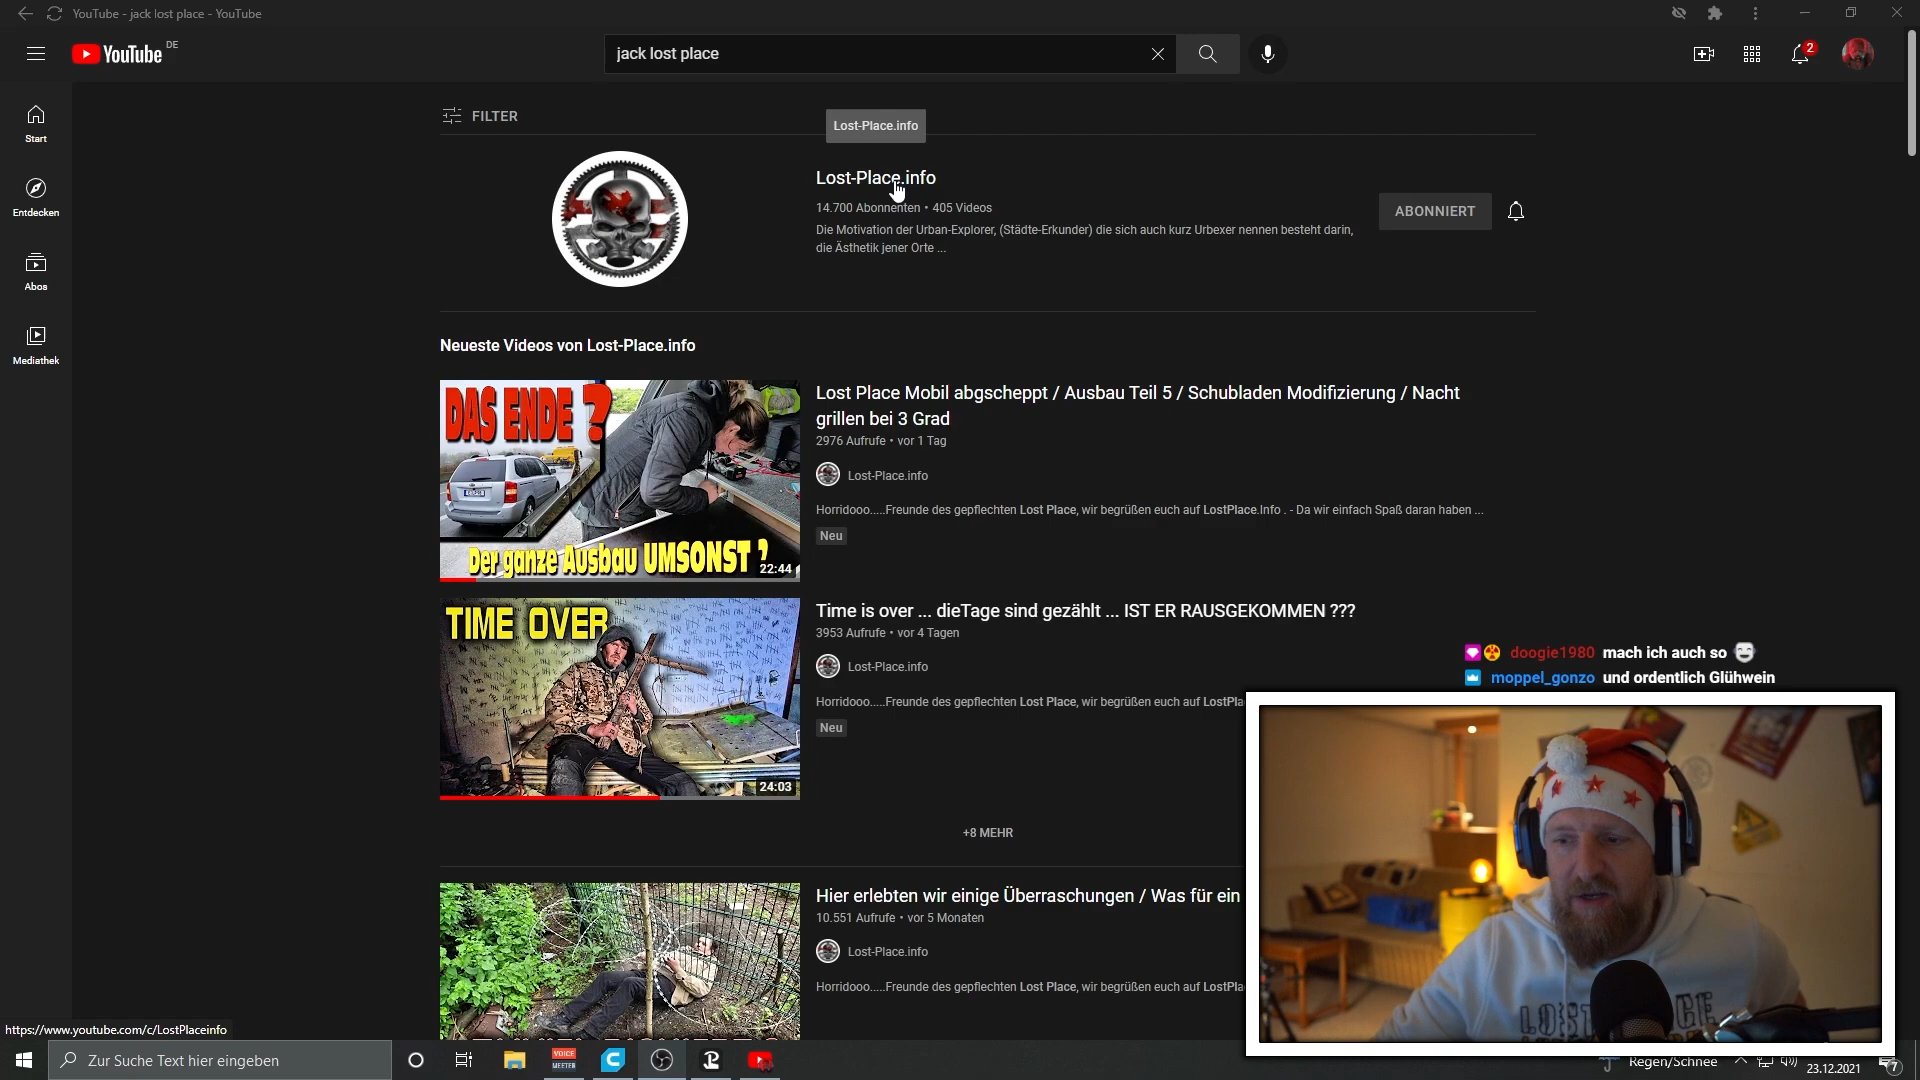 YouTube - jack lost place - YouTube
YouTube DE
jack lost place
2
Start
Entdecken
Abos
Mediathek
FILTER
Lost-Place.info
Lost-Place.info
14.700 Abonnenten • 405 Videos
Die Motivation der Urban-Explorer, (Städte-Erkunder) die sich auch kurz Urbexer nennen besteht darin,
die Ästhetik jener Orte ...
ABONNIERT
Neueste Videos von Lost-Place.info
DAS ENDE ?
Der ganze Ausbau UMSONST ?
22:44
Lost Place Mobil abgscheppt / Ausbau Teil 5 / Schubladen Modifizierung / Nacht
grillen bei 3 Grad
2976 Aufrufe • vor 1 Tag
Lost-Place.info
Horridooo.....Freunde des gepflechten Lost Place, wir begrüßen euch auf LostPlace.Info . - Da wir einfach Spaß daran haben ...
Neu
TIME OVER
24:03
Time is over ... dieTage sind gezählt ... IST ER RAUSGEKOMMEN ???
3953 Aufrufe • vor 4 Tagen
Lost-Place.info
Horridooo.....Freunde des gepflechten Lost Place, wir begrüßen euch auf LostPla
Neu
doogie1980 mach ich auch so
moppel_gonzo und ordentlich Glühwein
+8 MEHR
Hier erlebten wir einige Überraschungen / Was für ein
10.551 Aufrufe • vor 5 Monaten
Lost-Place.info
Horridooo.....Freunde des gepflechten Lost Place, wir begrüßen euch auf LostPla
https://www.youtube.com/c/LostPlaceinfo
Zur Suche Text hier eingeben
VOICE
MEETER
Regen/Schnee
23.12.2021
7